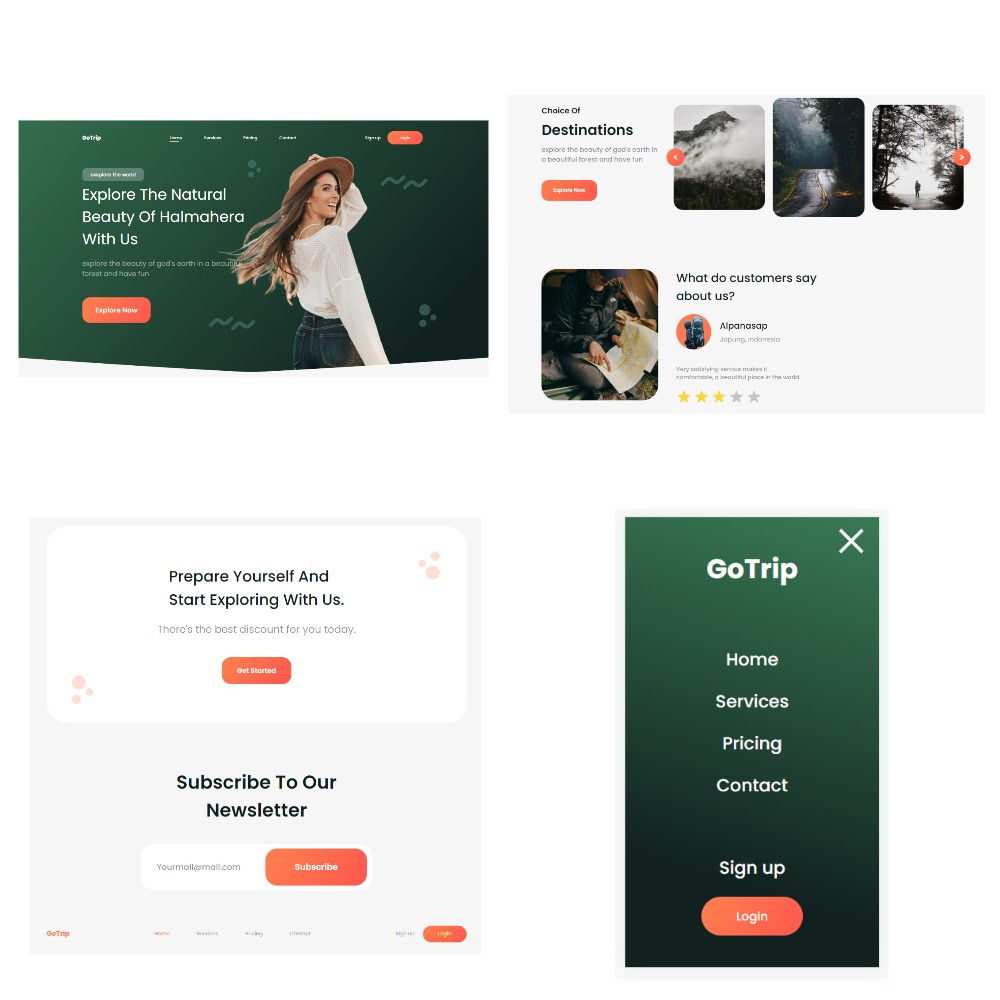 GoTrip
Home Services Pricing Contact
Sign up Login
explore the world
Explore The Natural
Beauty Of Halmahera
With Us
explore the beauty of god's earth in a beautiful
forest and have fun
Explore Now
Choice Of
Destinations
explore the beauty of god's earth in
a beautiful forest and have fun
Explore Now
<
>
What do customers say
about us?
Alpanasap
Japung, Indonesia
Very satisfying service makes it
comfortable, a beautiful place in the world.
Prepare Yourself And
Start Exploring With Us.
There's the best discount for you today.
Get Started
Subscribe To Our
Newsletter
Yourmail@mail.com
Subscribe
GoTrip
Home Services Pricing Contact
Sign up Login
GoTrip
Home
Services
Pricing
Contact
Sign up
Login